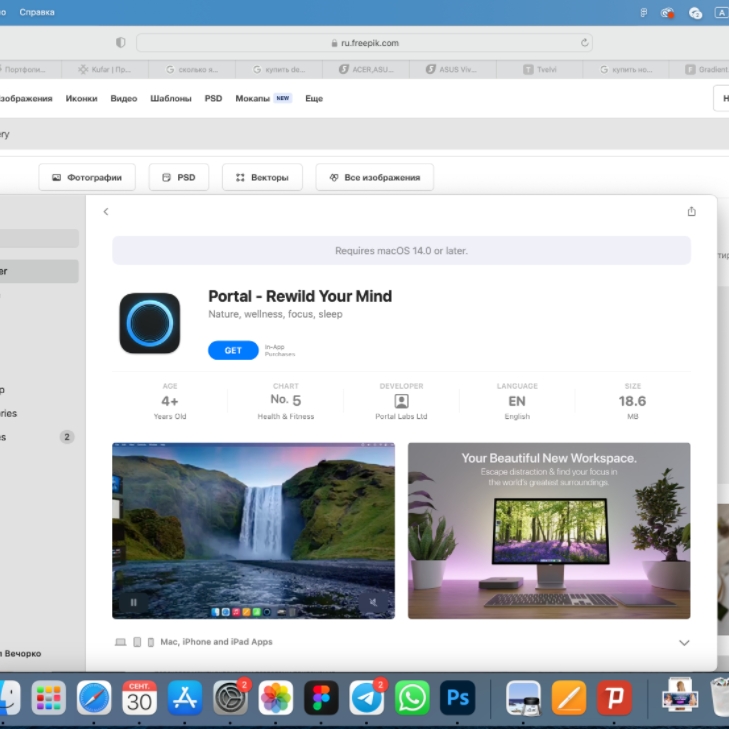 Справка
A
ru.freepik.com
Портфоли...
Kufar | Пр...
сколько я...
купить de...
ACER,ASU...
ASUS Viv...
Tvelvi
купить но...
Gradient
зображения Иконки Видео Шаблоны PSD Мокапы NEW Еще
ery
Фотографии PSD Векторы Все изображения
Requires macOS 14.0 or later.
er
Portal - Rewild Your Mind
Nature, wellness, focus, sleep
GET In-App
Purchases
AGE CHART DEVELOPER LANGUAGE SIZE
4+ No. 5 EN 18.6
Years Old Health & Fitness Portal Labs Ltd English MB
p
ries
s 2
Your Beautiful New Workspace.
Escape distraction & find your focus in
the world's greatest surroundings.
Mac, iPhone and iPad Apps
Вечорко
СЕНТ.
30
2
2
Ps